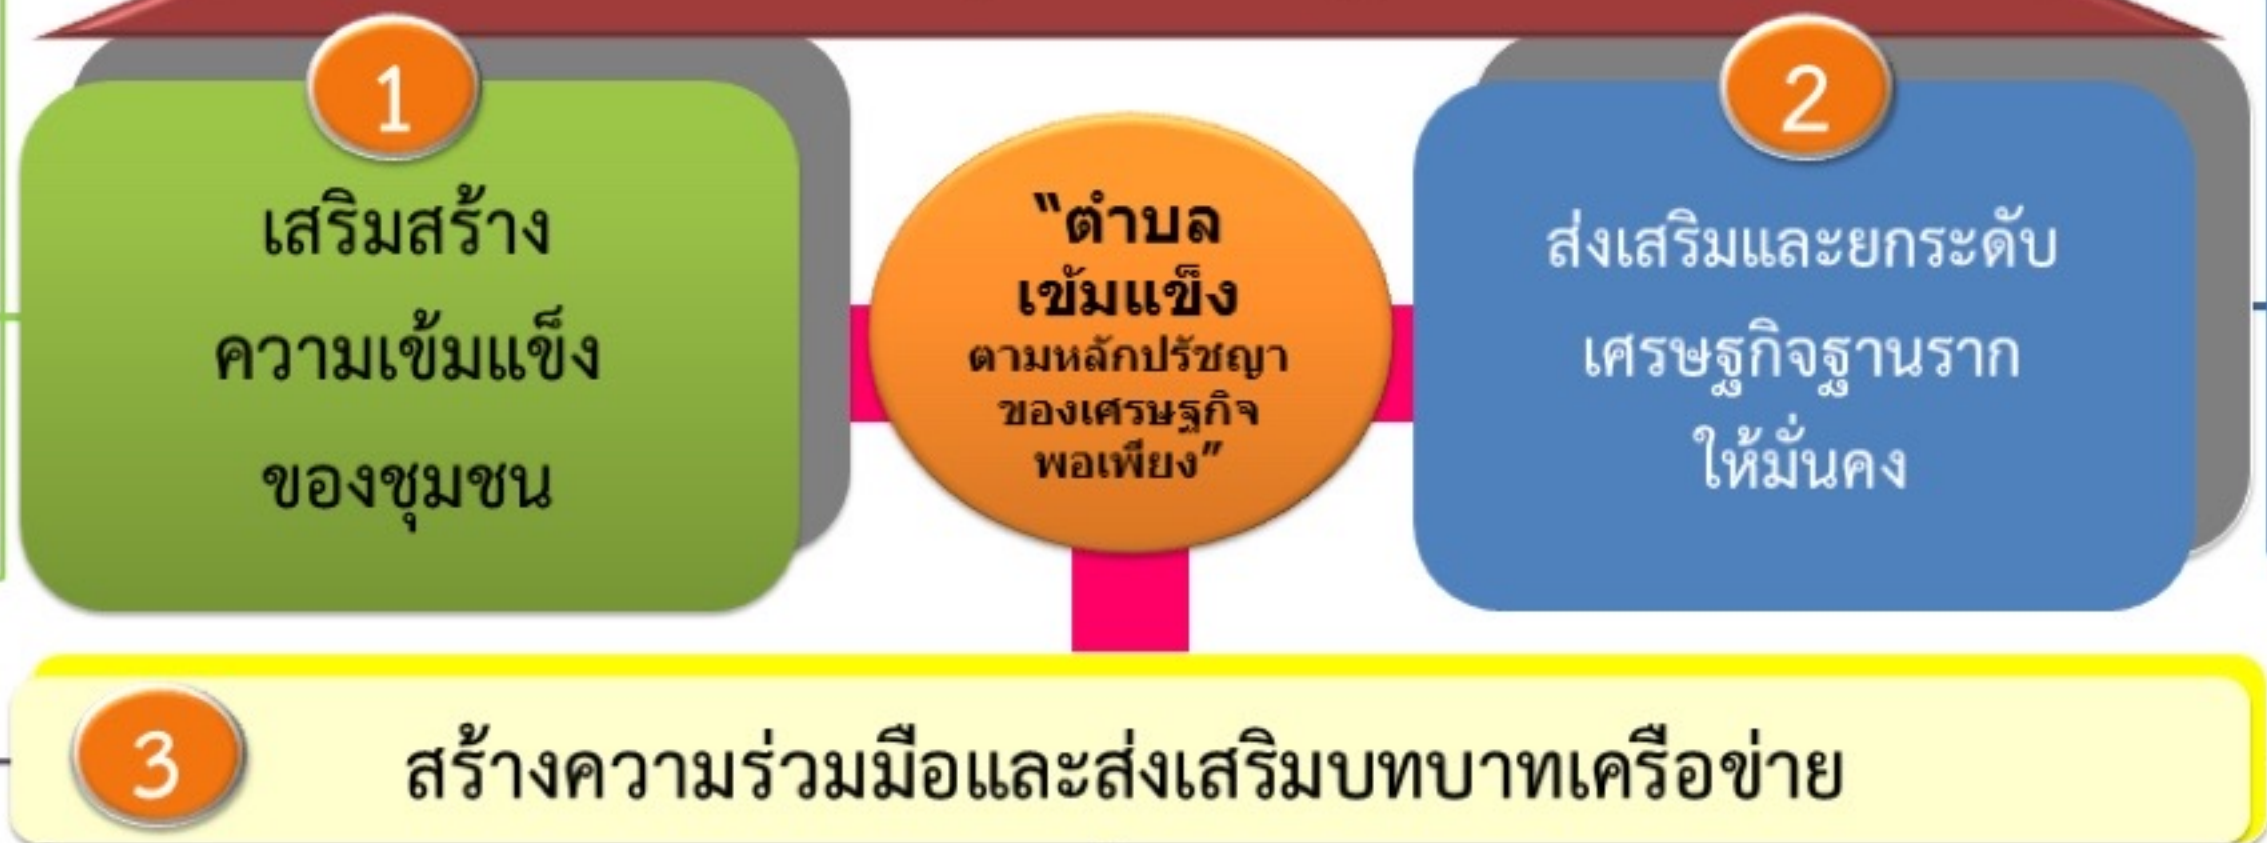 1
เสริมสร้าง
ความเข้มแข็ง
ของชุมชน
“ตำบล
เข้มแข็ง
ตามหลักปรัชญา
ของเศรษฐกิจ
พอเพียง”
2
ส่งเสริมและยกระดับ
เศรษฐกิจฐานราก
ให้มั่นคง
3
สร้างความร่วมมือและส่งเสริมบทบาทเครือข่าย